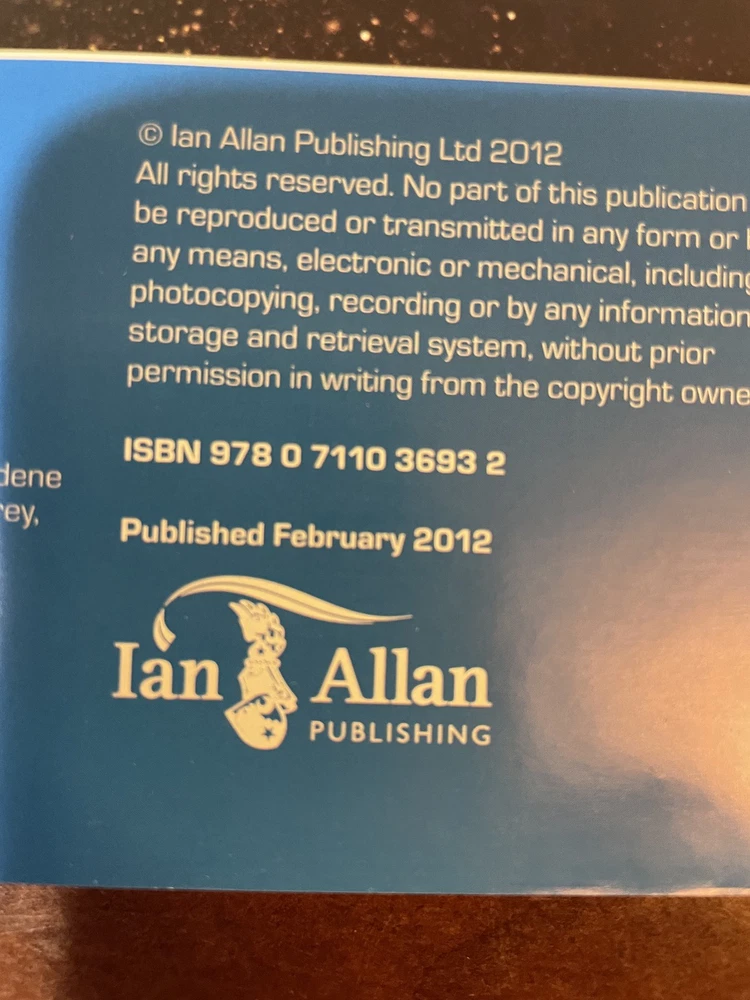 © Ian Allan Publishing Ltd 2012
All rights reserved. No part of this publication
be reproduced or transmitted in any form or
any means, electronic or mechanical, including
photocopying, recording or by any information
storage and retrieval system, without prior
permission in writing from the copyright
ISBN 978 0 7110 3693 2
Published February 2012
Ian Allan
PUBLISHING